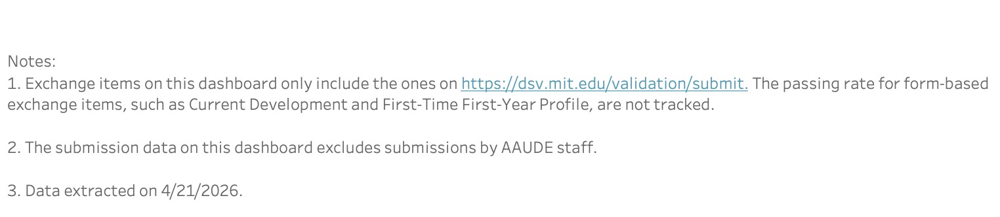 Notes:
1. Exchange items on this dashboard only include the ones on https://dsv.mit.edu/validation/submit. The passing rate for form-based
exchange items, such as Current Development and First-Time First-Year Profile, are not tracked.
2. The submission data on this dashboard excludes submissions by AAUDE staff.
3. Data extracted on 4/21/2026.